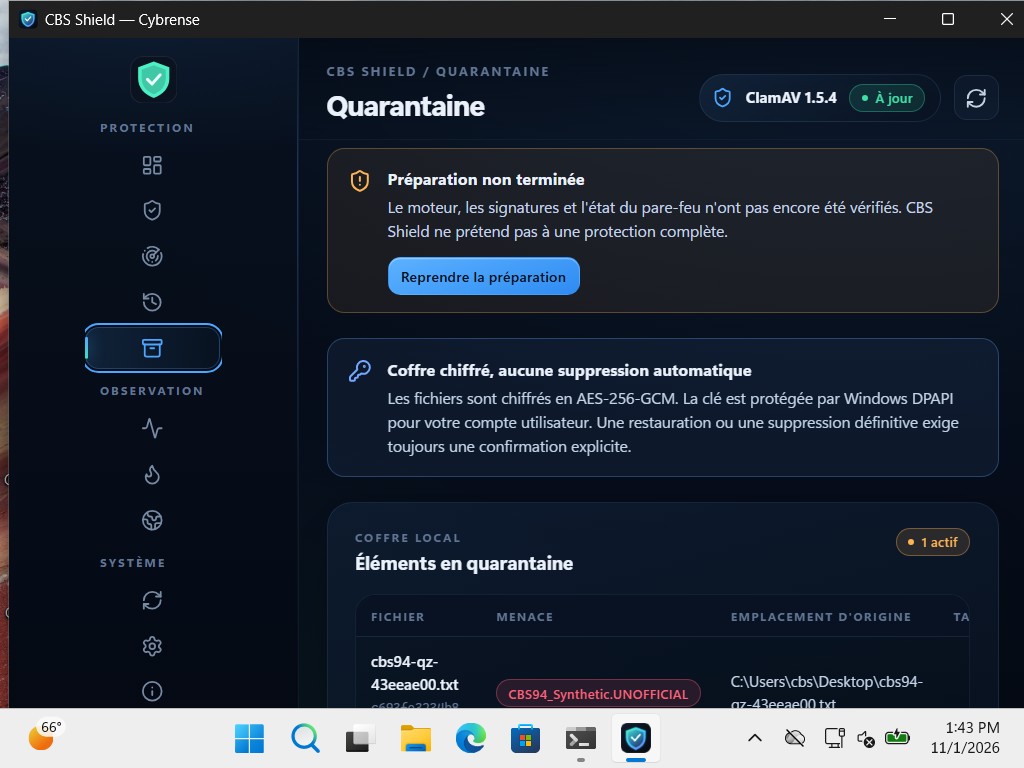 CBS Shield — Cybrense
PROTECTION
OBSERVATION
SYSTÈME
CBS SHIELD / QUARANTAINE
Quarantaine
ClamAV 1.5.4
À jour
Préparation non terminée
Le moteur, les signatures et l'état du pare-feu n'ont pas encore été vérifiés. CBS
Shield ne prétend pas à une protection complète.
Reprendre la préparation
Coffre chiffré, aucune suppression automatique
Les fichiers sont chiffrés en AES-256-GCM. La clé est protégée par Windows DPAPI
pour votre compte utilisateur. Une restauration ou une suppression définitive exige
toujours une confirmation explicite.
COFFRE LOCAL
Éléments en quarantaine
1 actif
FICHIER MENACE EMPLACEMENT D'ORIGINE TA
cbs94-qz-
43eeae00.txt
CBS94_Synthetic.UNOFFICIAL
C:\Users\cbs\Desktop\cbs94-
qz-43eeae00.txt
66°
1:43 PM
11/1/2026